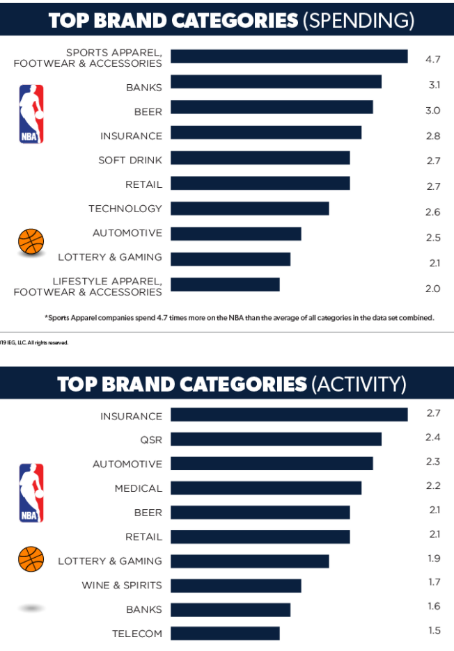 TOP BRAND CATEGORIES (SPENDING)
SPORTS APPAREL,
FOOTWEAR & ACCESSORIES 4.7
BANKS 3.1
BEER 3.0
NBA
INSURANCE 2.8
SOFT DRINK 2.7
RETAIL 2.7
TECHNOLOGY 2.6
AUTOMOTIVE 2.5
LOTTERY & GAMING 2.1
LIFESTYLE APPAREL,
FOOTWEAR & ACCESSORIES 2.0
*Sports Apparel companies spend 4.7 times more on the NBA than the average of all categories in the data set combined.
19 IEG, LLC. All rights reserved.
TOP BRAND CATEGORIES (ACTIVITY)
INSURANCE 2.7
QSR 2.4
AUTOMOTIVE 2.3
MEDICAL 2.2
NBA
BEER 2.1
RETAIL 2.1
LOTTERY & GAMING 1.9
WINE & SPIRITS 1.7
BANKS 1.6
TELECOM 1.5